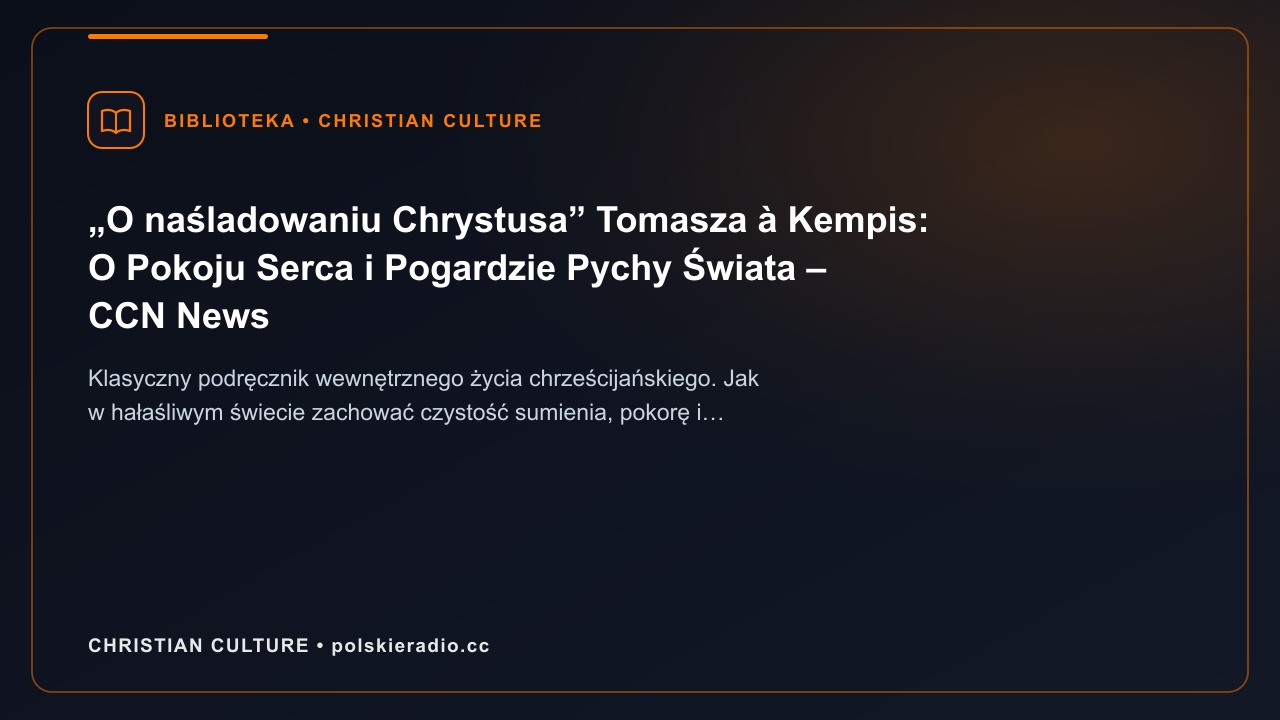 BIBLIOTEKA • CHRISTIAN CULTURE
„O naśladowaniu Chrystusa” Tomasza à Kempis:
O Pokoju Serca i Pogardzie Pychy Świata –
CCN News
Klasyczny podręcznik wewnętrznego życia chrześcijańskiego. Jak
w hałaśliwym świecie zachować czystość sumienia, pokorę i…
CHRISTIAN CULTURE • polskieradio.cc